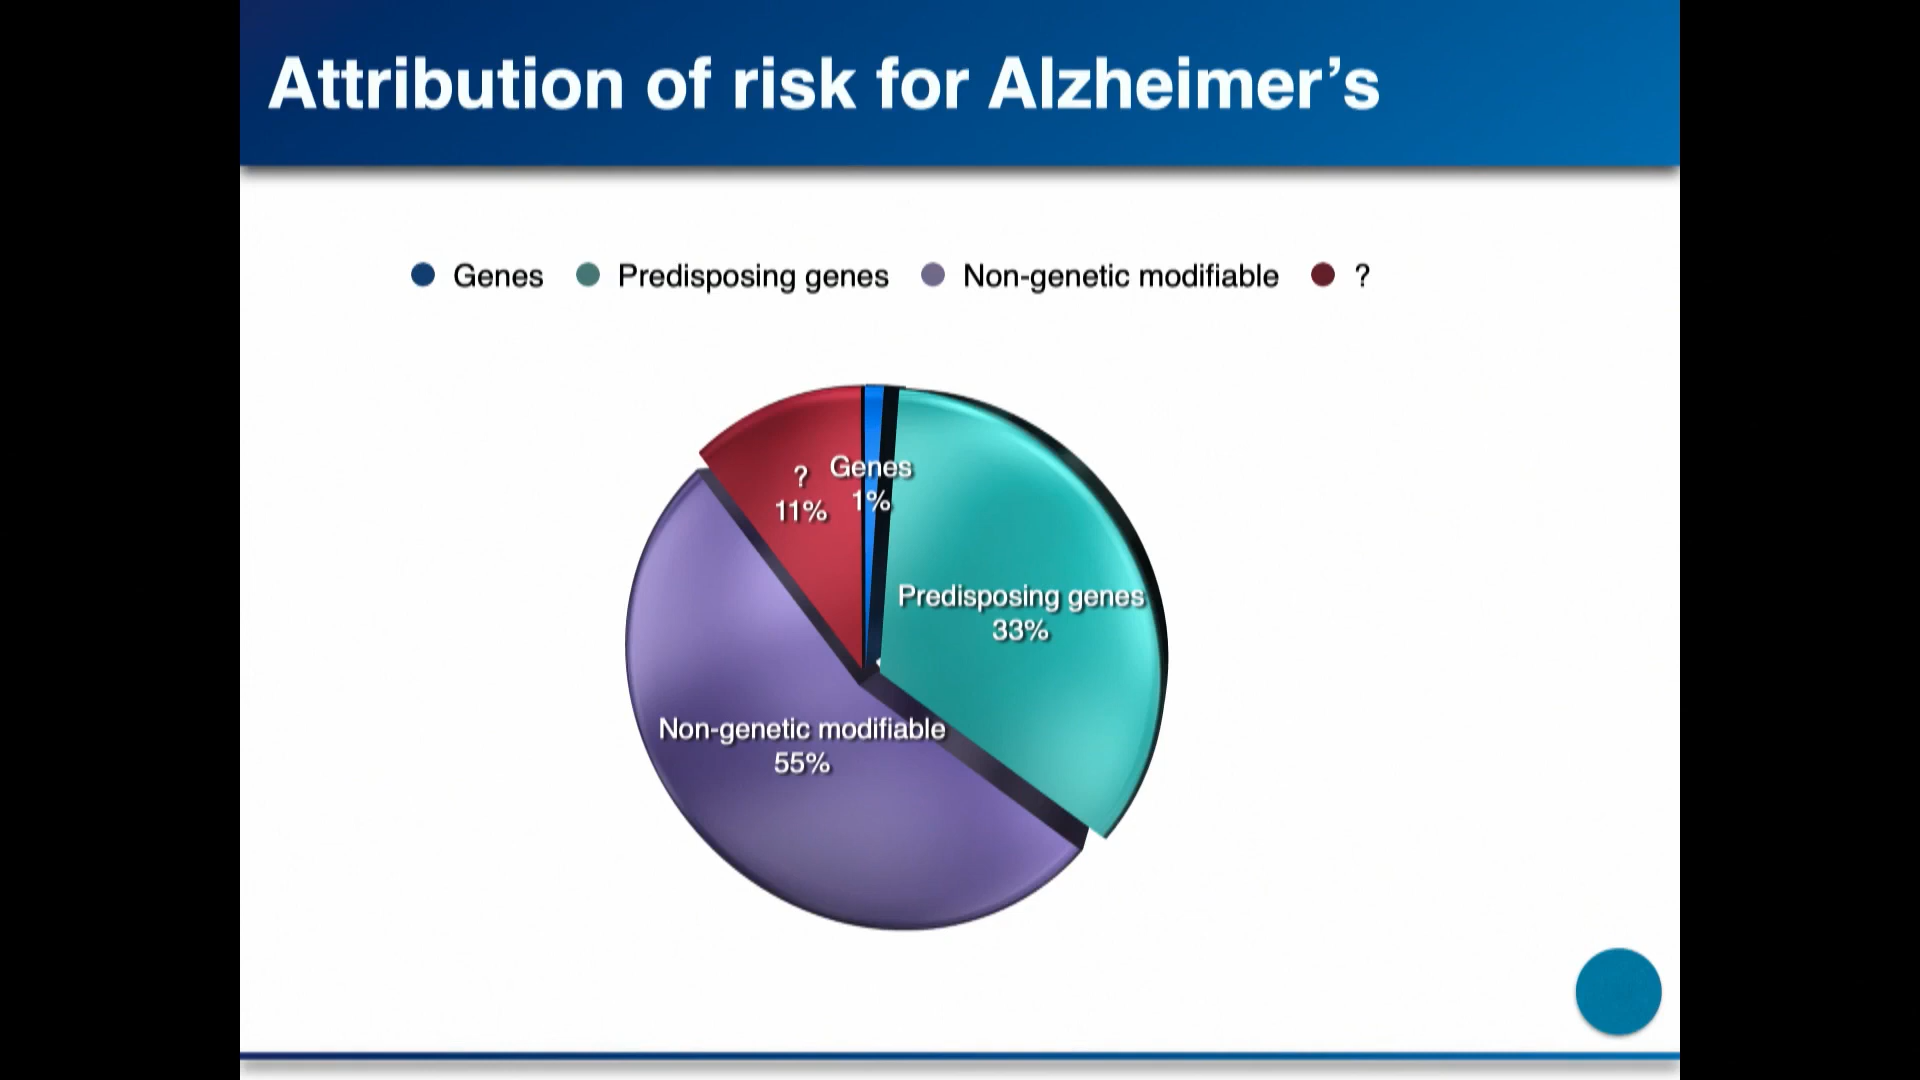 Attribution of risk for Alzheimer’s
Genes Predisposing genes Non-genetic modifiable ?
? Genes
11% 1%
Predisposing genes
33%
Non-genetic modifiable
55%